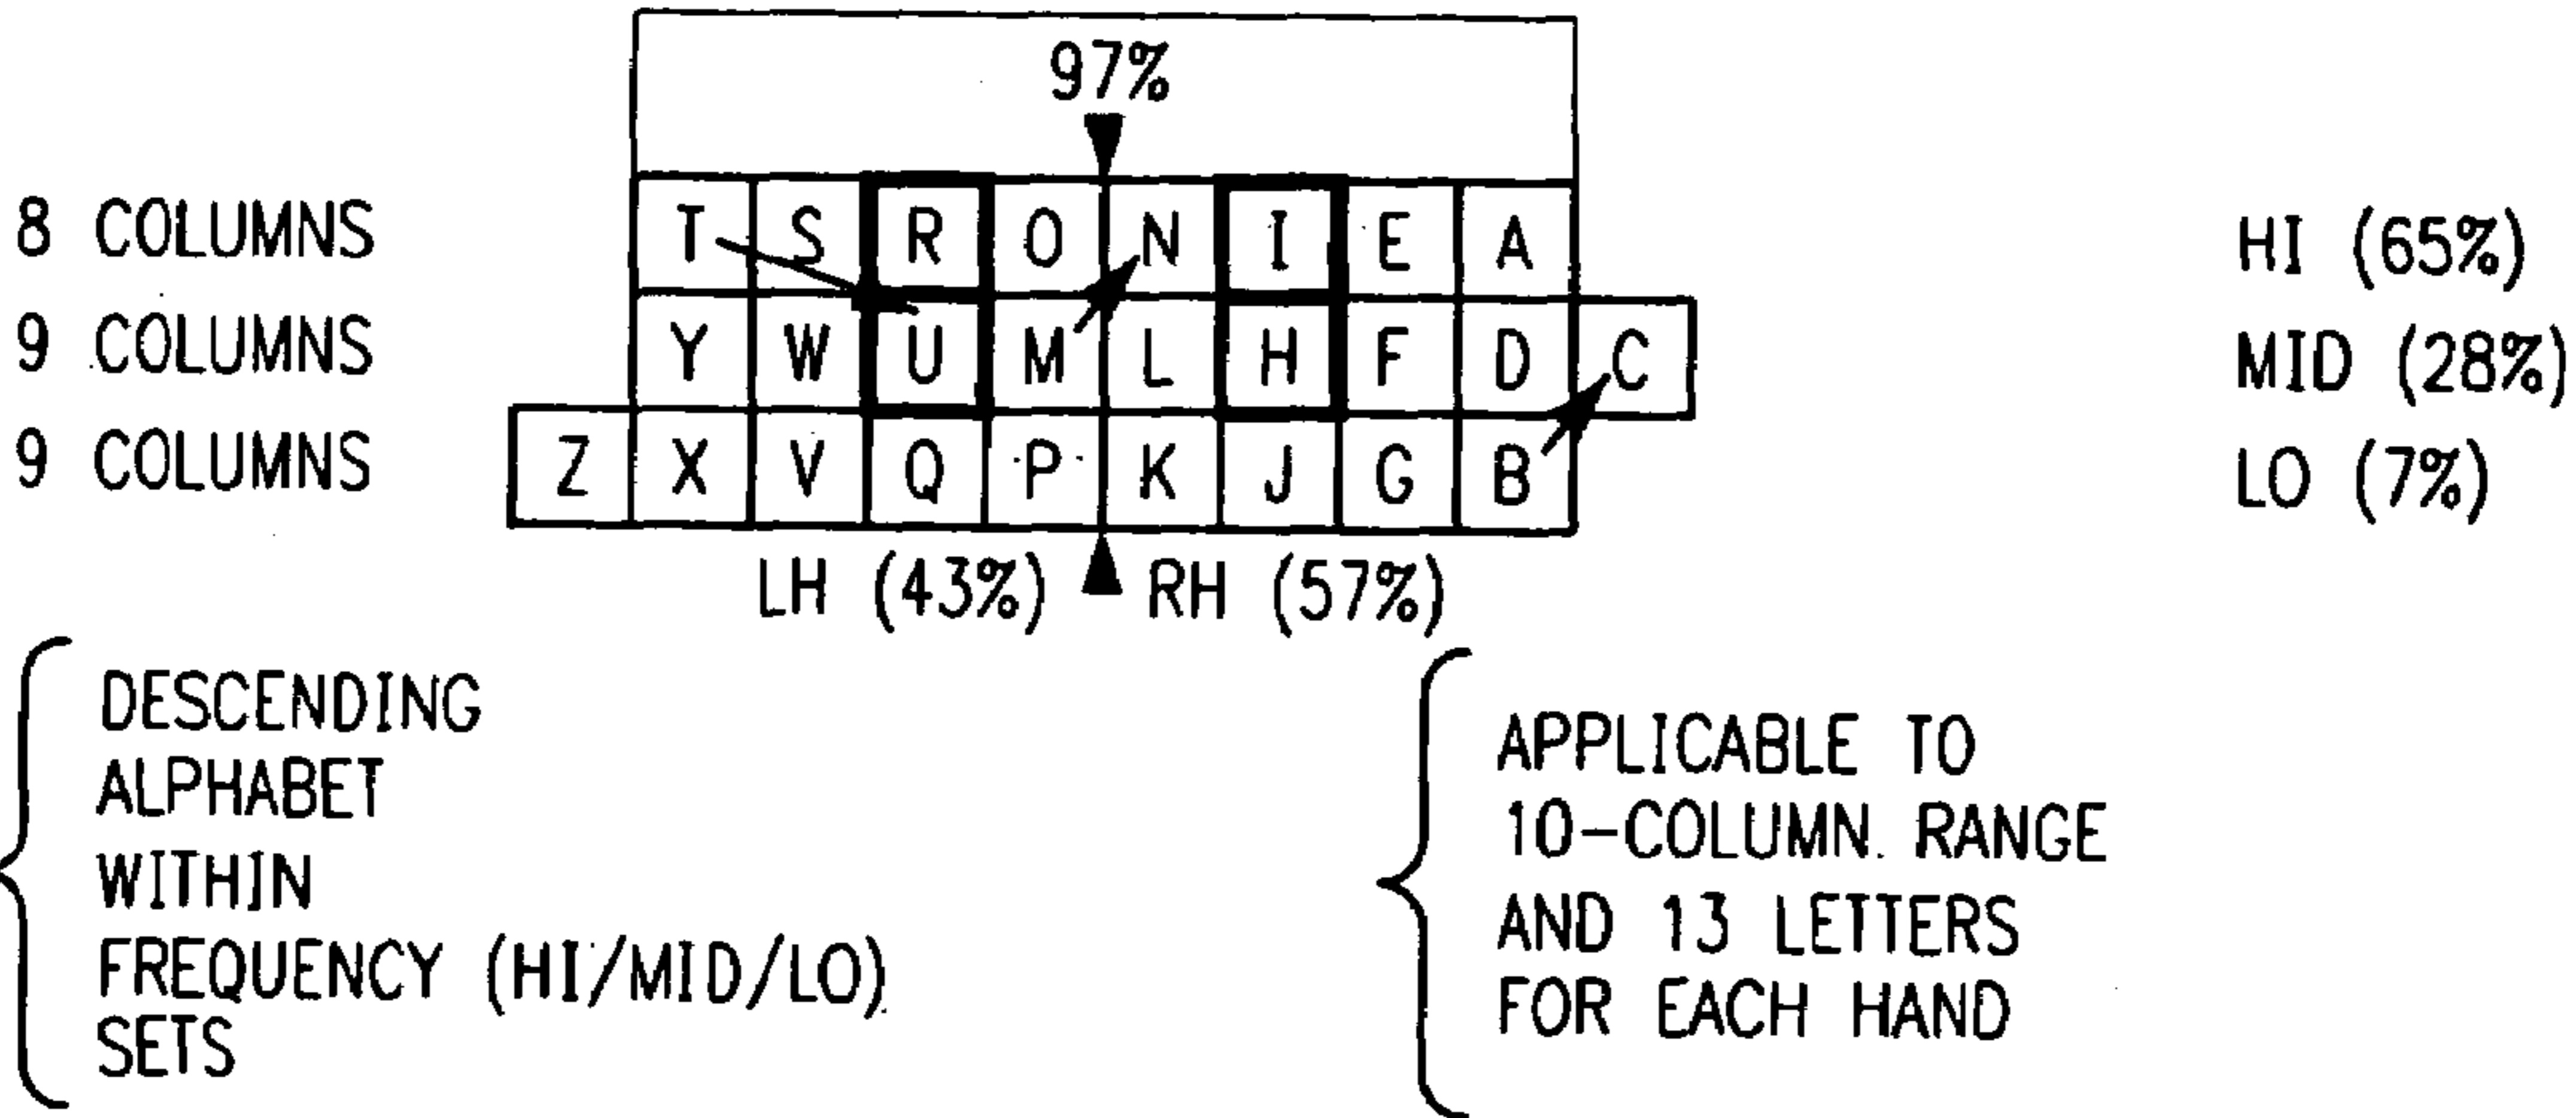 97%
8 COLUMNS T S R O N I E A HI (65%)
9 COLUMNS Y W U M L H F D C MID (28%)
9 COLUMNS Z X V Q P K J G B LO (7%)
LH (43%) RH (57%)
DESCENDING
ALPHABET
WITHIN
FREQUENCY (HI/MID/LO)
SETS
APPLICABLE TO
10-COLUMN RANGE
AND 13 LETTERS
FOR EACH HAND